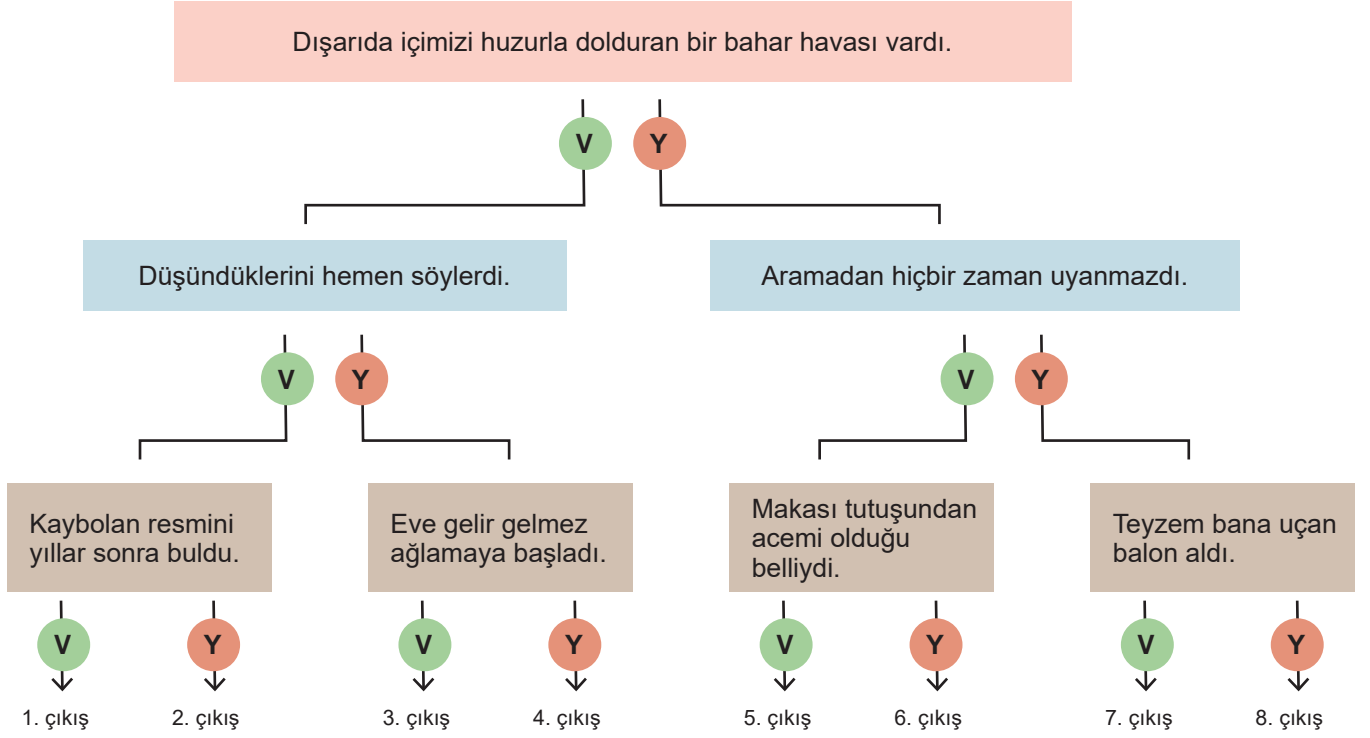 Dışarıda içimizi huzurla dolduran bir bahar havası vardı.
V Y
Düşündüklerini hemen söylerdi.
Aramadan hiçbir zaman uyanmazdı.
V Y
V Y
Kaybolan resmini
yıllar sonra buldu.
Eve gelir gelmez
ağlamaya başladı.
Makası tutuşundan
acemi olduğu
belliydi.
Teyzem bana uçan
balon aldı.
V Y
V Y
V Y
V Y
1. çıkış
2. çıkış
3. çıkış
4. çıkış
5. çıkış
6. çıkış
7. çıkış
8. çıkış